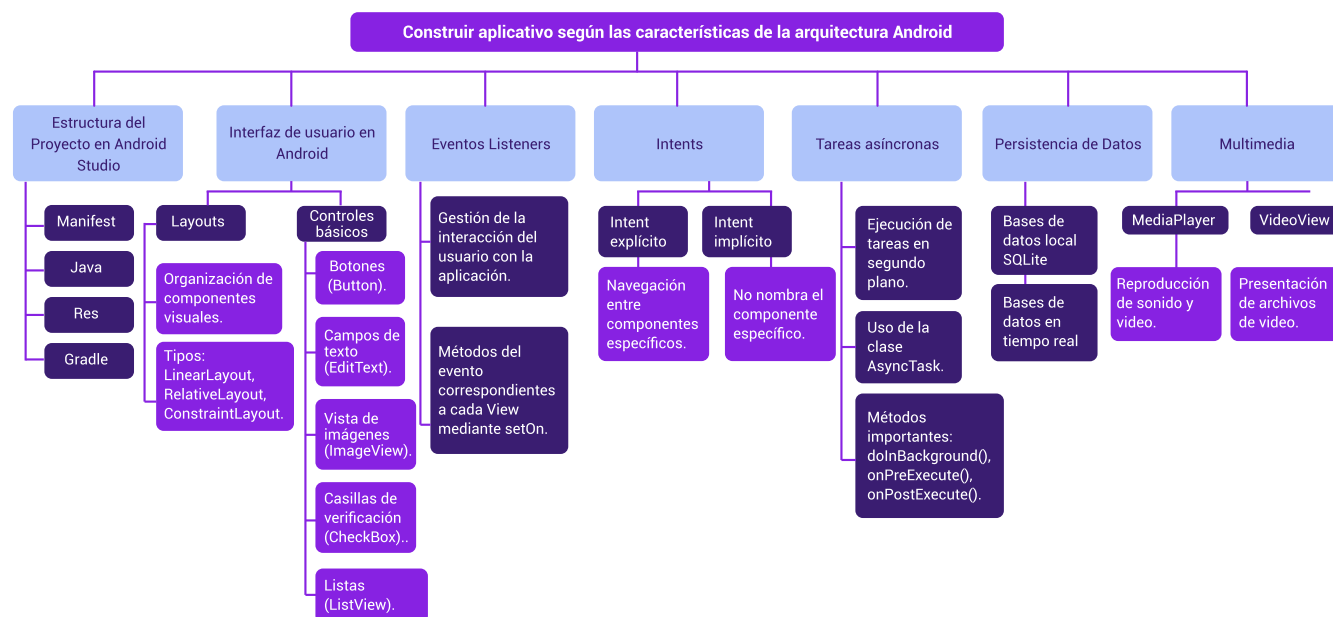 Construir aplicativo según las características de la arquitectura Android
Estructura del
Proyecto en Android
Studio
Manifest
Java
Res
Gradle
Interfaz de usuario en
Android
Layouts
Organización de
componentes
visuales.
Tipos:
LinearLayout,
RelativeLayout,
ConstraintLayout.
Controles
básicos
Botones
(Button).
Campos de
texto
(EditText).
Vista de
imágenes
(ImageView).
Casillas de
verificación
(CheckBox)..
Listas
(ListView).
Eventos Listeners
Gestión de la
interacción del
usuario con la
aplicación.
Métodos del
evento
correspondientes
a cada View
mediante setOn.
Intents
Intent
explícito
Navegación
entre
componentes
específicos.
Intent
implícito
No nombra el
componente
específico.
Tareas asíncronas
Ejecución de
tareas en
segundo
plano.
Uso de la
clase
AsyncTask.
Métodos
importantes:
doInBackground(),
onPreExecute(),
onPostExecute().
Persistencia de Datos
Bases de
datos local
SQLite
Bases de
datos en
tiempo real
Multimedia
MediaPlayer
Reproducción
de sonido y
video.
VideoView
Presentación
de archivos
de video.